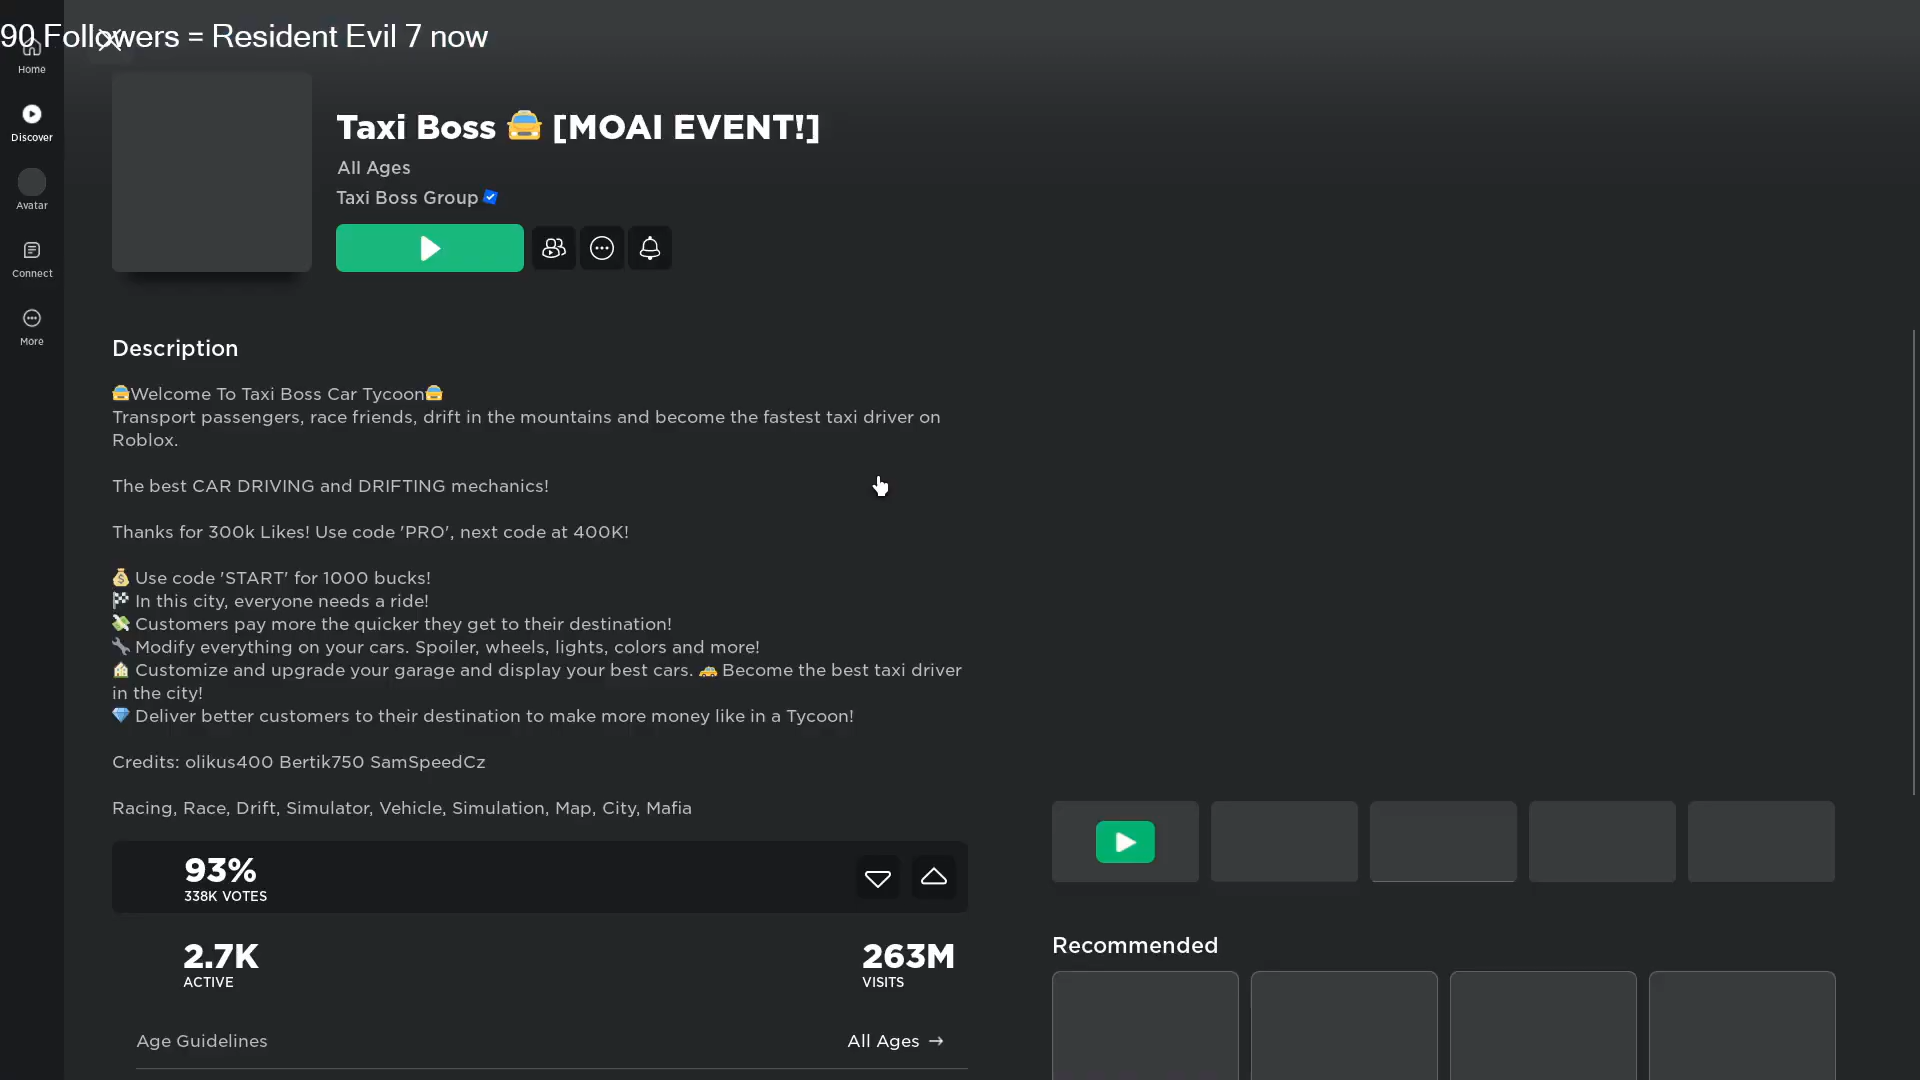 90 Followers = Resident Evil 7 now
Home
Discover
Avatar
Connect
More
Taxi Boss 🚖 [MOAI EVENT!]
All Ages
Taxi Boss Group
Description
🚖Welcome To Taxi Boss Car Tycoon🚖
Transport passengers, race friends, drift in the mountains and become the fastest taxi driver on
Roblox.
The best CAR DRIVING and DRIFTING mechanics!
Thanks for 300k Likes! Use code 'PRO', next code at 400K!
💰 Use code 'START' for 1000 bucks!
🏁 In this city, everyone needs a ride!
💸 Customers pay more the quicker they get to their destination!
🔧 Modify everything on your cars. Spoiler, wheels, lights, colors and more!
🏠 Customize and upgrade your garage and display your best cars. 🚕 Become the best taxi driver
in the city!
💎 Deliver better customers to their destination to make more money like in a Tycoon!
Credits: olikus400 Bertik750 SamSpeedCz
Racing, Race, Drift, Simulator, Vehicle, Simulation, Map, City, Mafia
93%
338K VOTES
2.7K
ACTIVE
263M
VISITS
Age Guidelines
All Ages →
Recommended